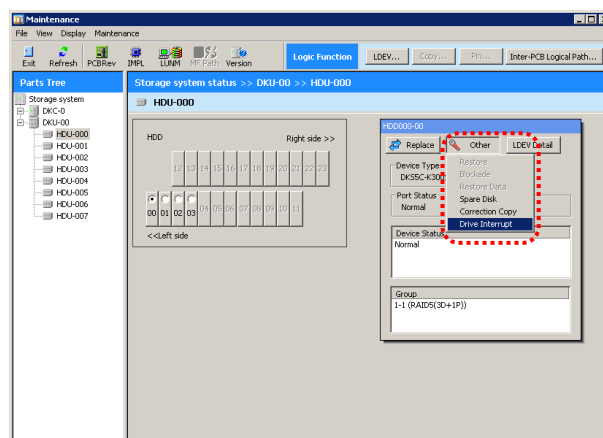 Maintenance
File View Display Maintenance
Exit Refresh PCBRev IMPL LUNM MF Path Version Logic Function LDEV... Copy... Pin... Inter-PCB Logical Path...
Parts Tree
Storage system status >> DKU-00 >> HDU-000
Storage system
DKC-0
DKU-00
HDU-000
HDU-001
HDU-002
HDU-003
HDU-004
HDU-005
HDU-006
HDU-007
HDU-000
HDD Right side >>
12 13 14 15 16 17 18 19 20 21 22 23
00 01 02 03 04 05 06 07 08 09 10 11
<<Left side
HDD000-00
Replace Other LDEV Detail
Restore
Blockade
Restore Data
Spare Disk
Correction Copy
Drive Interrupt
Device Type
DKS5C-K300
Port Status
Normal
Device Status
Normal
Group
1-1 (RAID5(3D+1P))